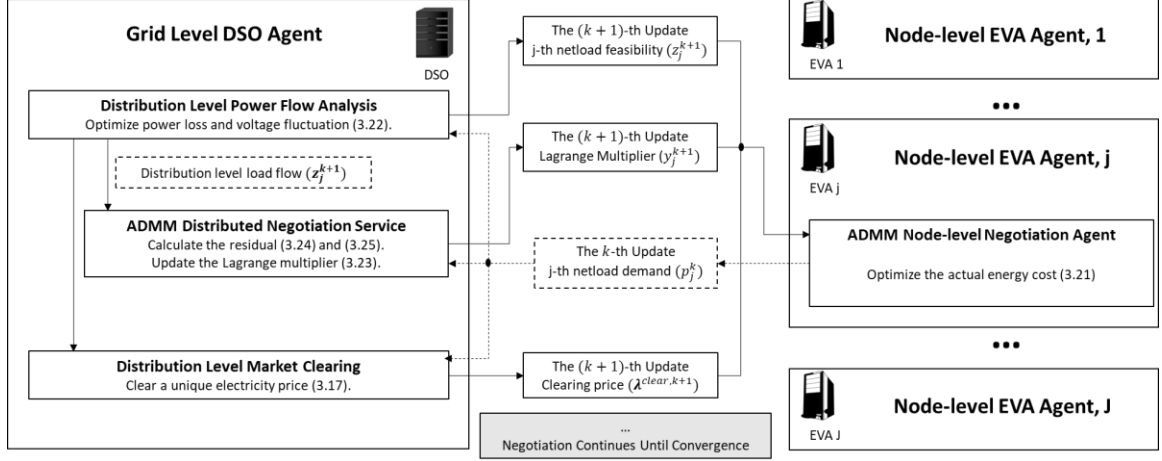 Grid Level DSO Agent
DSO
Distribution Level Power Flow Analysis
Optimize power loss and voltage fluctuation (3.22).
Distribution level load flow (𝒛_j^{k+1})
ADMM Distributed Negotiation Service
Calculate the residual (3.24) and (3.25).
Update the Lagrange multiplier (3.23).
Distribution Level Market Clearing
Clear a unique electricity price (3.17).
The (k + 1)-th Update
j-th netload feasibility (z_j^{k+1})
The (k + 1)-th Update
Lagrange Multiplier (y_j^{k+1})
The k-th Update
j-th netload demand (p_j^k)
The (k + 1)-th Update
Clearing price (λ^{clear,k+1})
...
Negotiation Continues Until Convergence
Node-level EVA Agent, 1
EVA 1
...
Node-level EVA Agent, j
EVA j
ADMM Node-level Negotiation Agent
Optimize the actual energy cost (3.21)
...
Node-level EVA Agent, J
EVA J